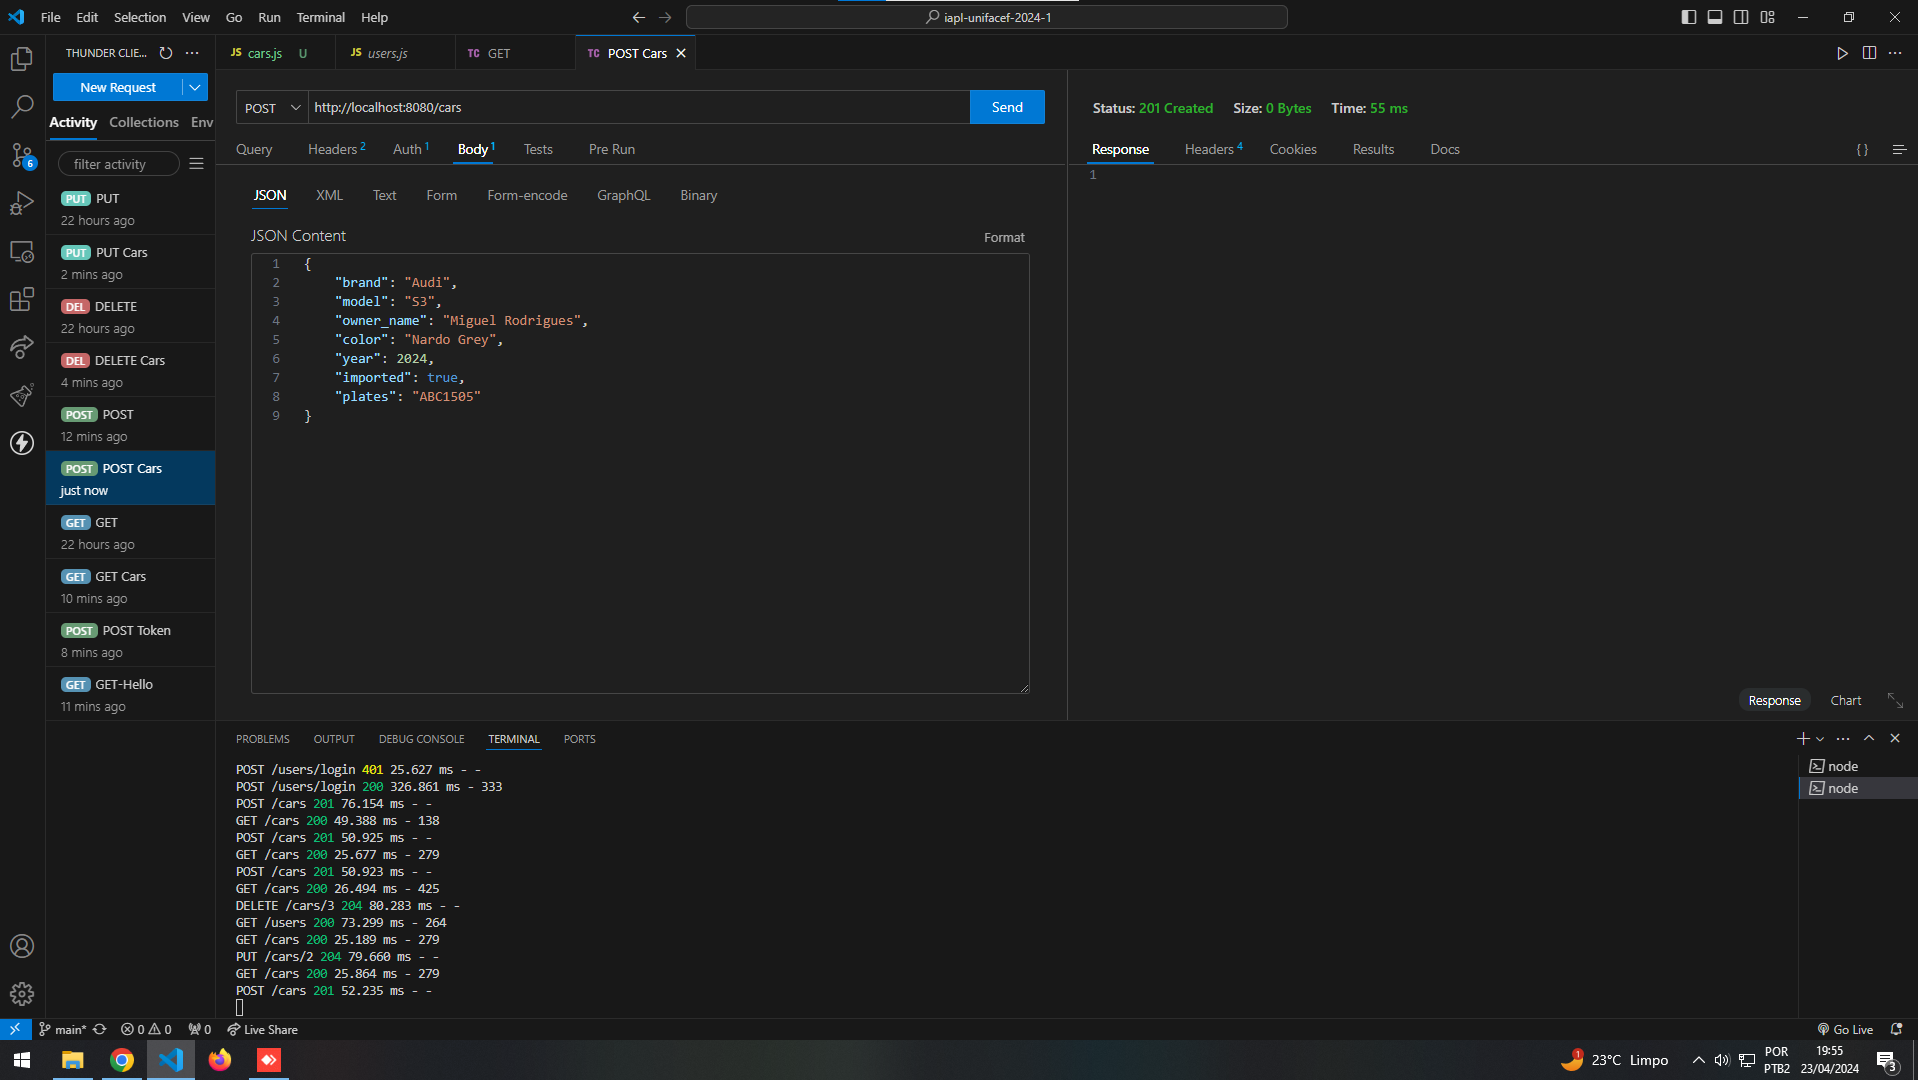 File Edit Selection View Go Run Terminal Help
iapl-unifacef-2024-1
THUNDER CLIE...
JS cars.js U
JS users.js
TC GET
TC POST Cars
New Request
Activity Collections Env
filter activity
PUT PUT
22 hours ago
PUT PUT Cars
2 mins ago
DEL DELETE
22 hours ago
DEL DELETE Cars
4 mins ago
POST POST
12 mins ago
POST POST Cars
just now
GET GET
22 hours ago
GET GET Cars
10 mins ago
POST POST Token
8 mins ago
GET GET-Hello
11 mins ago
6
POST http://localhost:8080/cars Send
Query Headers 2 Auth 1 Body 1 Tests Pre Run
JSON XML Text Form Form-encode GraphQL Binary
JSON Content
Format
1 {
2 "brand": "Audi",
3 "model": "S3",
4 "owner_name": "Miguel Rodrigues",
5 "color": "Nardo Grey",
6 "year": 2024,
7 "imported": true,
8 "plates": "ABC1505"
9 }
Status: 201 Created Size: 0 Bytes Time: 55 ms
Response Headers 4 Cookies Results Docs
{ }
1
Response Chart
PROBLEMS OUTPUT DEBUG CONSOLE TERMINAL PORTS
POST /users/login 401 25.627 ms - -
POST /users/login 200 326.861 ms - 333
POST /cars 201 76.154 ms - -
GET /cars 200 49.388 ms - 138
POST /cars 201 50.925 ms - -
GET /cars 200 25.677 ms - 279
POST /cars 201 50.923 ms - -
GET /cars 200 26.494 ms - 425
DELETE /cars/3 204 80.283 ms - -
GET /users 200 73.299 ms - 264
GET /cars 200 25.189 ms - 279
PUT /cars/2 204 79.660 ms - -
GET /cars 200 25.864 ms - 279
POST /cars 201 52.235 ms - -
node
node
main* 0 0 0 Live Share
Go Live
1 23°C Limpo
POR
PTB2
19:55
23/04/2024
3